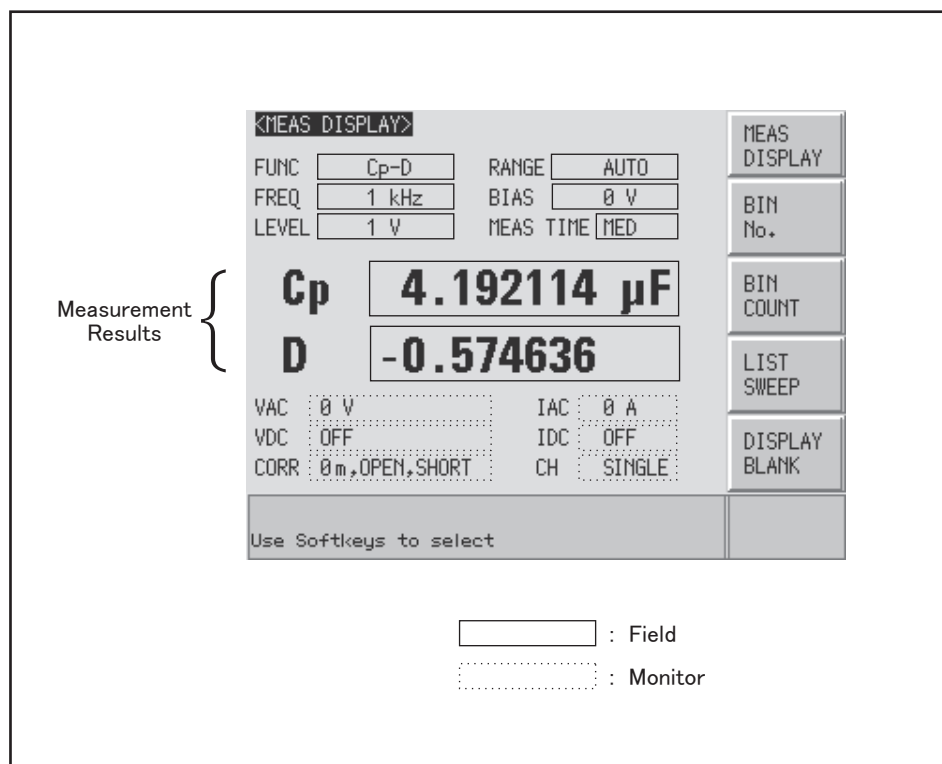 <MEAS DISPLAY>
FUNC Cp-D RANGE AUTO
FREQ 1 kHz BIAS 0 V
LEVEL 1 V MEAS TIME MED
Measurement
Results
Cp 4.192114 µF
D -0.574636
VAC 0 V IAC 0 A
VDC OFF IDC OFF
CORR 0m,OPEN,SHORT CH SINGLE
Use Softkeys to select
MEAS
DISPLAY
BIN
No.
BIN
COUNT
LIST
SWEEP
DISPLAY
BLANK
: Field
: Monitor